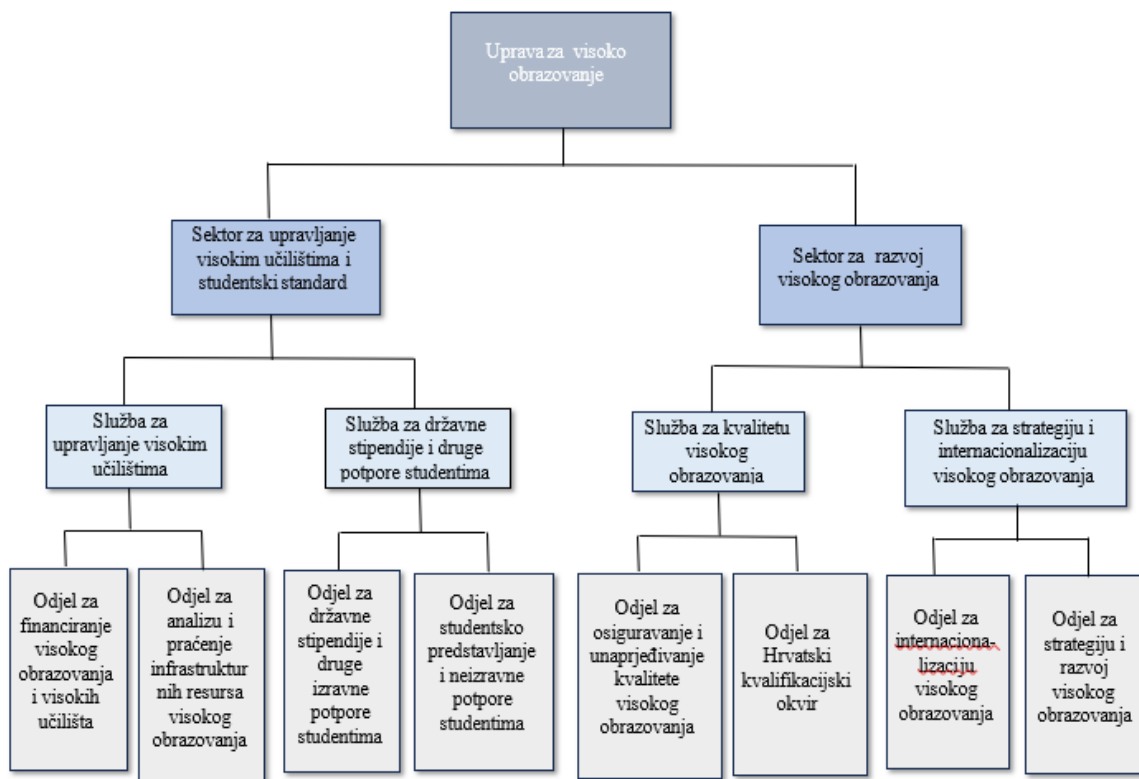 Uprava za visoko
obrazovanje
Sektor za upravljanje
visokim učilištima i
studentski standard
Sektor za razvoj
visokog obrazovanja
Služba za
upravljanje visokim
učilištima
Služba za državne
stipendije i druge
potpore studentima
Služba za kvalitetu
visokog
obrazovanja
Služba za strategiju i
internacionalizaciju
visokog obrazovanja
Odjel za
financiranje
visokog
obrazovanja
i visokih
učilišta
Odjel za
analizu i
praćenje
infrastruktur
nih resursa
visokog
obrazovanja
Odjel za
državne
stipendije i
druge
izravne
potpore
studentima
Odjel za
studentsko
predstavljanje
i neizravne
potpore
studentima
Odjel za
osiguravanje i
unaprjeđivanje
kvalitete
visokog
obrazovanja
Odjel za
Hrvatski
kvalifikacijski
okvir
Odjel za
internaciona-
lizaciju
visokog
obrazovanja
Odjel za
strategiju i
razvoj
visokog
obrazovanja